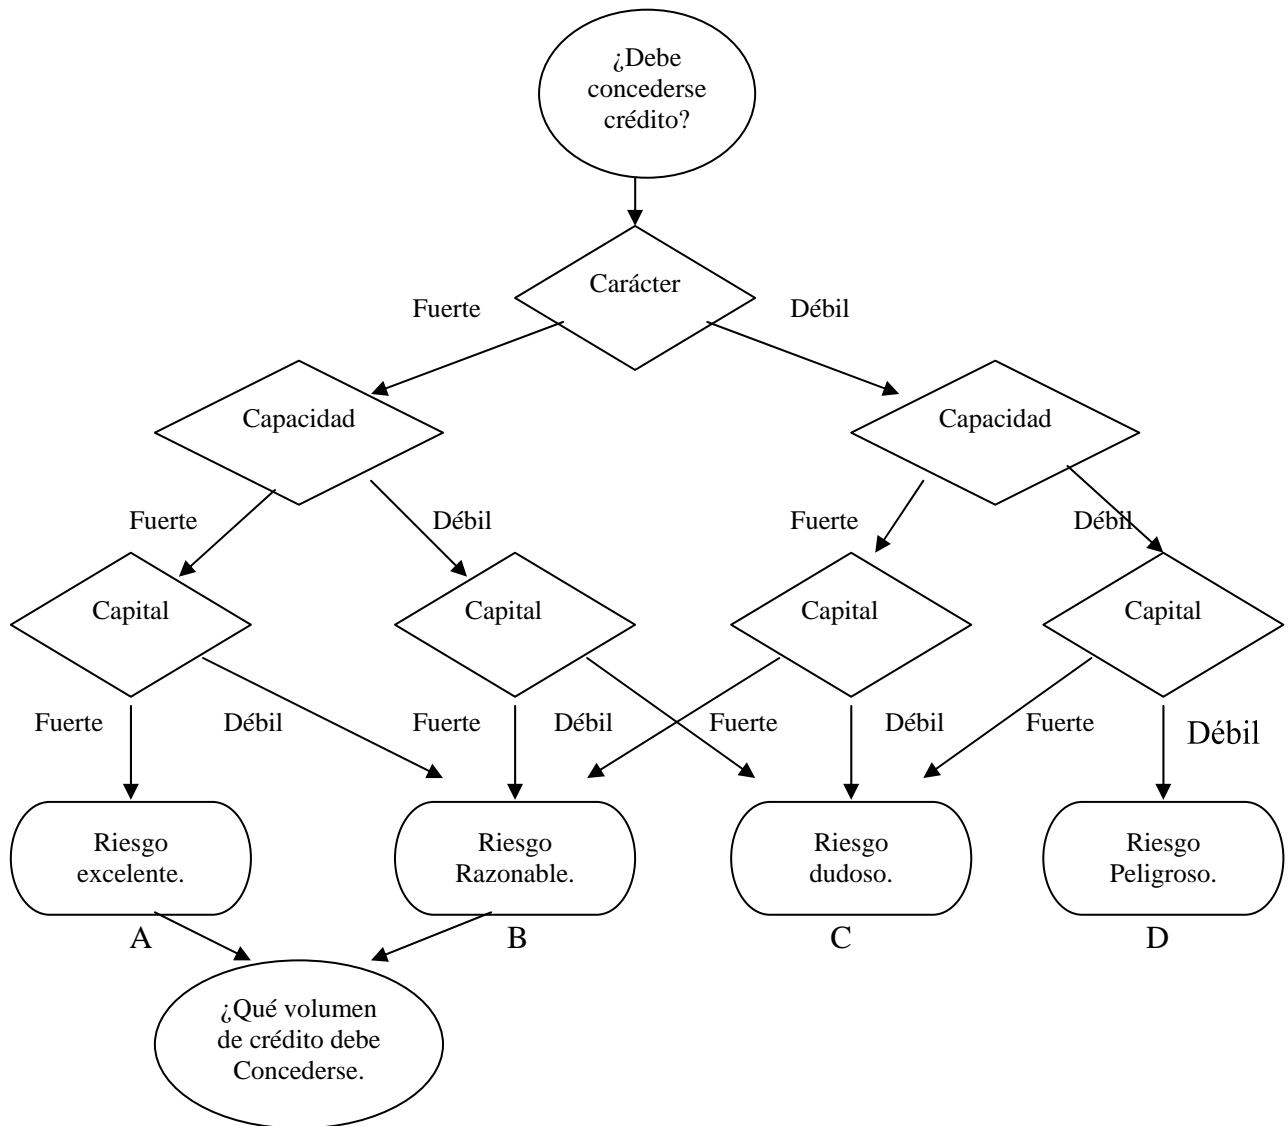 ¿Debe
concederse
crédito?
Carácter
Fuerte
Débil
Capacidad
Capacidad
Fuerte
Débil
Fuerte
Débil
Capital
Capital
Capital
Capital
Fuerte
Débil
Fuerte
Débil
Fuerte
Débil
Fuerte
Débil
Riesgo
excelente.
Riesgo
Razonable.
Riesgo
dudoso.
Riesgo
Peligroso.
A
B
C
D
¿Qué volumen
de crédito debe
Concederse.